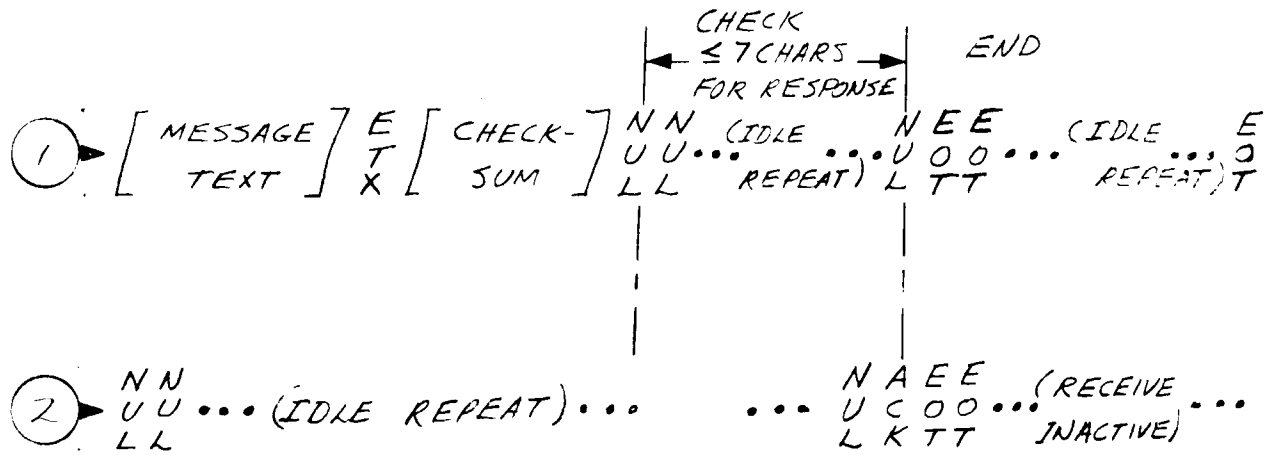 CHECK
≤ 7 CHARS
FOR RESPONSE
END
1 [MESSAGE TEXT] ETX [CHECK-SUM] NUL NUL ... (IDLE REPEAT) ... NUL EOT EOT ... (IDLE REPEAT) ... EOT
2 NUL NUL ... (IDLE REPEAT) ... ... NUL ACK EOT EOT ... (RECEIVE INACTIVE) ...